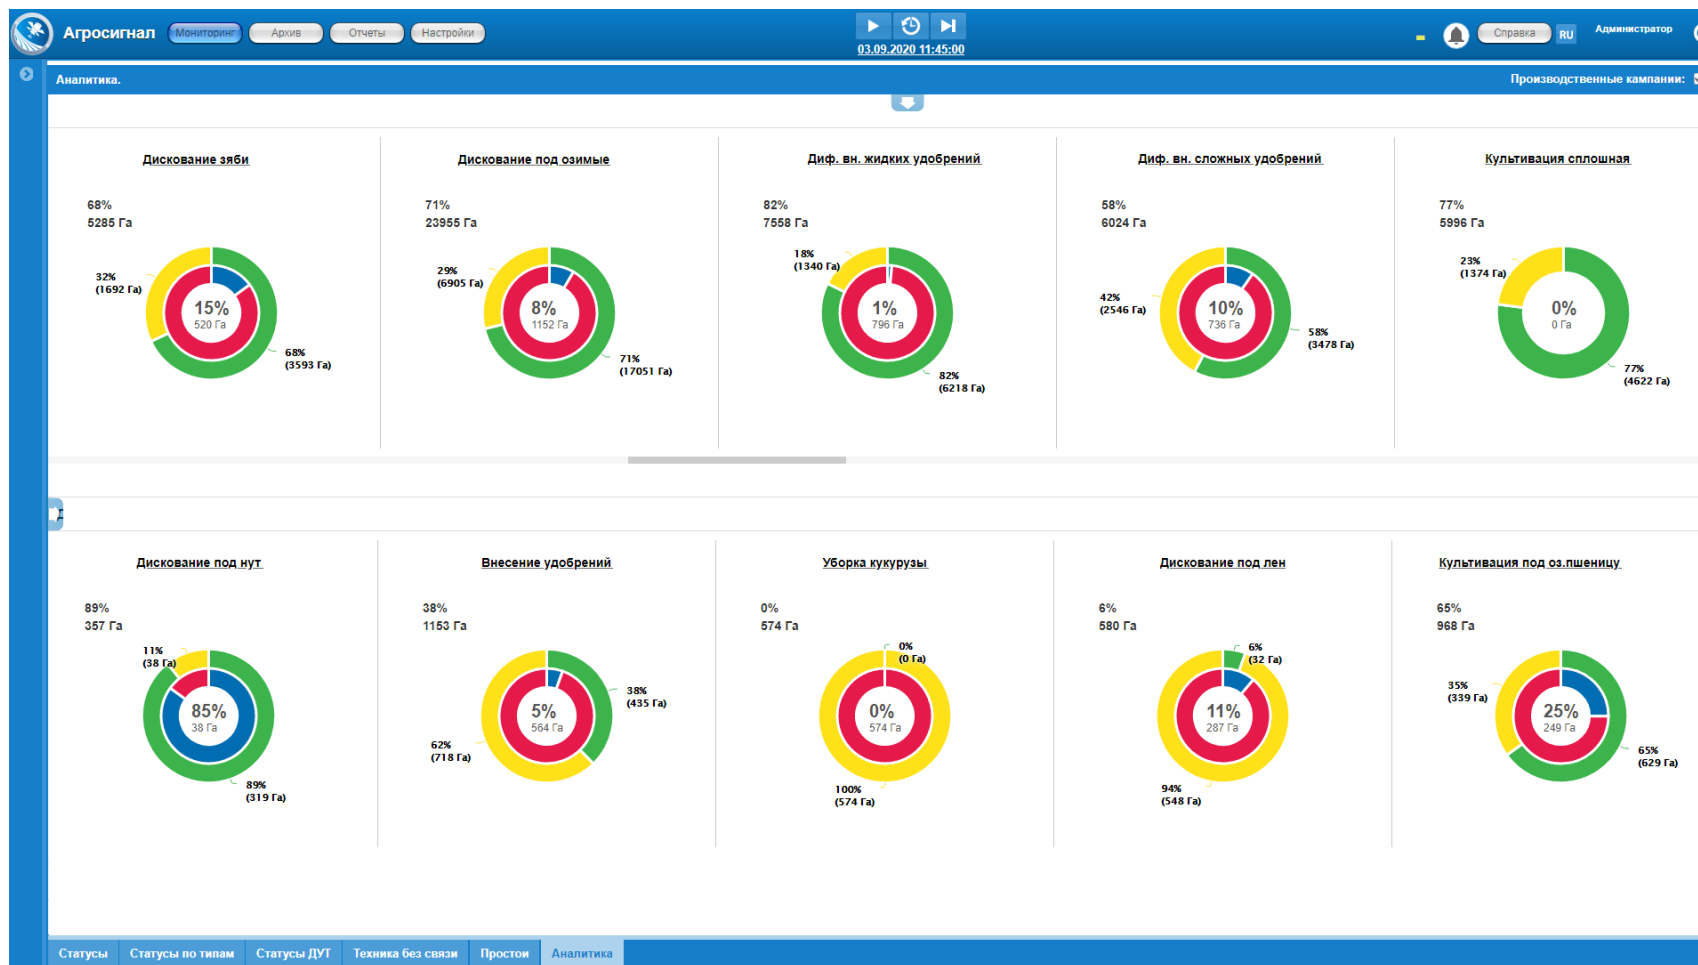 Агросигнал
Мониторинг
Архив
Отчеты
Настройки
03.09.2020 11:45:00
Справка
RU
Администратор
Аналитика.
Производственные кампании:
Дискование зяби
68%
5285 Га
32%
(1692 Га)
15%
520 Га
68%
(3593 Га)
Дискование под озимые
71%
23955 Га
29%
(6905 Га)
8%
1152 Га
71%
(17051 Га)
Диф. вн. жидких удобрений
82%
7558 Га
18%
(1340 Га)
1%
796 Га
82%
(6218 Га)
Диф. вн. сложных удобрений
58%
6024 Га
42%
(2546 Га)
10%
736 Га
58%
(3478 Га)
Культивация сплошная
77%
5996 Га
23%
(1374 Га)
0%
0 Га
77%
(4622 Га)
Дискование под нут
89%
357 Га
11%
(38 Га)
85%
38 Га
89%
(319 Га)
Внесение удобрений
38%
1153 Га
38%
(435 Га)
5%
564 Га
62%
(718 Га)
Уборка кукурузы
0%
574 Га
0%
(0 Га)
0%
574 Га
100%
(574 Га)
Дискование под лен
6%
580 Га
6%
(32 Га)
11%
287 Га
94%
(548 Га)
Культивация под оз.пшеницу
65%
968 Га
35%
(339 Га)
25%
249 Га
65%
(629 Га)
Статусы
Статусы по типам
Статусы ДУТ
Техника без связи
Простои
Аналитика